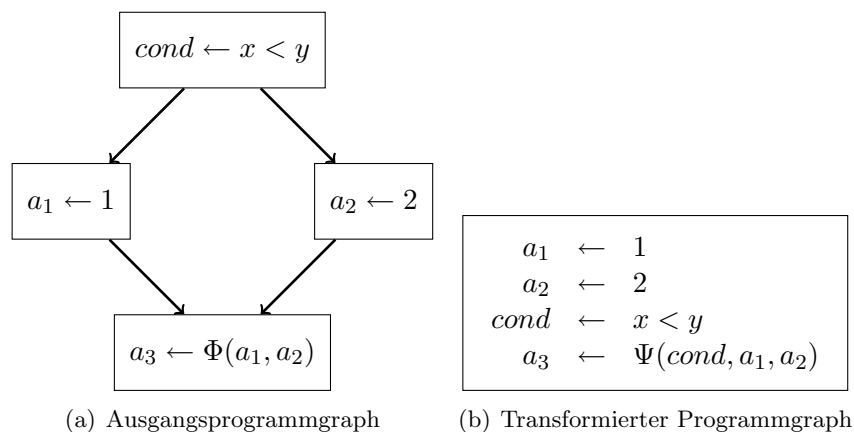 cond ← x < y
a₁ ← 1
a₂ ← 2
a₃ ← Φ(a₁, a₂)
(a) Ausgangsprogrammgraph
a₁ ← 1
a₂ ← 2
cond ← x < y
a₃ ← Ψ(cond, a₁, a₂)
(b) Transformierter Programmgraph